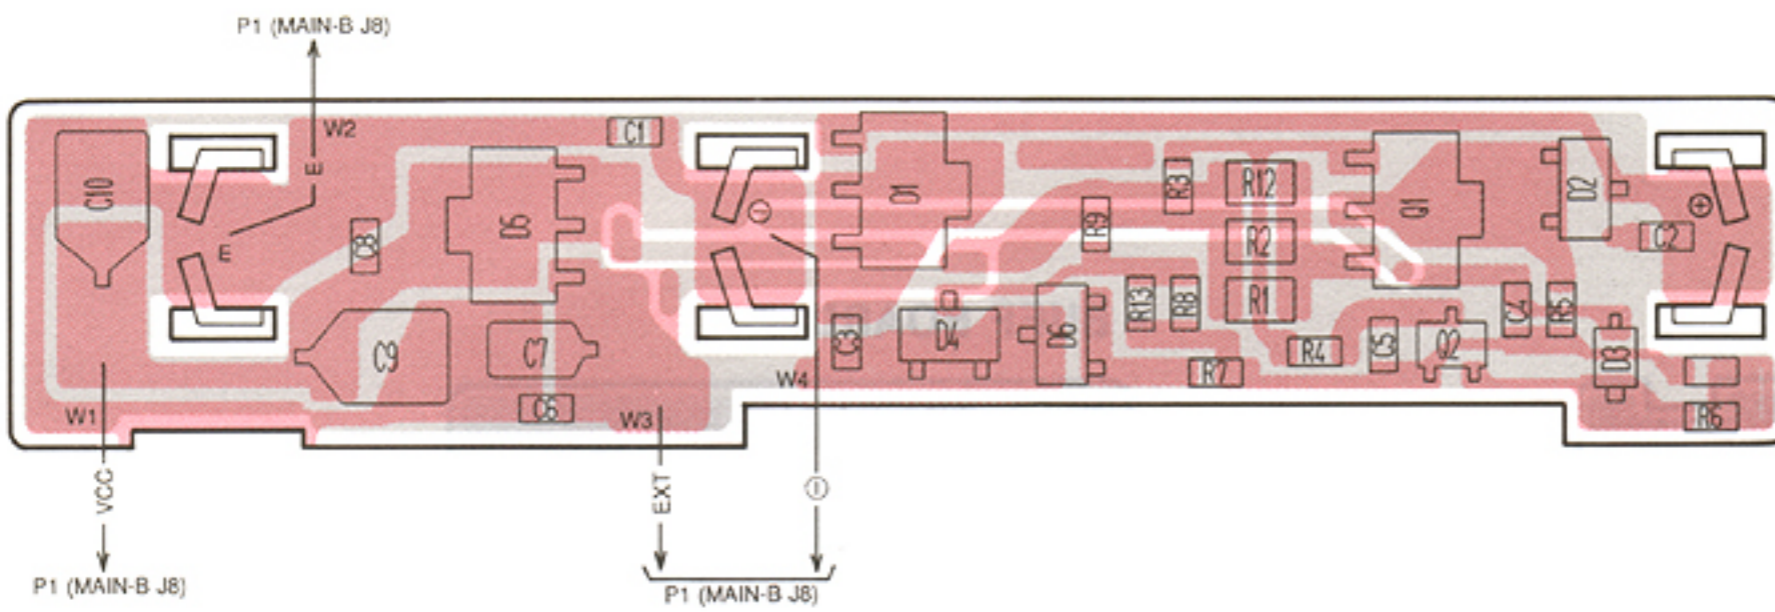 P1 (MAIN-B J8)
W2
C1
E
C10
D5
D1
R3
R12
Q1
D2
C8
E
R9
R2
C2
R13
R8
R1
C4
R5
C9
C7
C3
D4
D6
R4
C5
Q2
D3
R7
W4
W1
C6
W3
R6
VCC
EXT
P1 (MAIN-B J8)
P1 (MAIN-B J8)